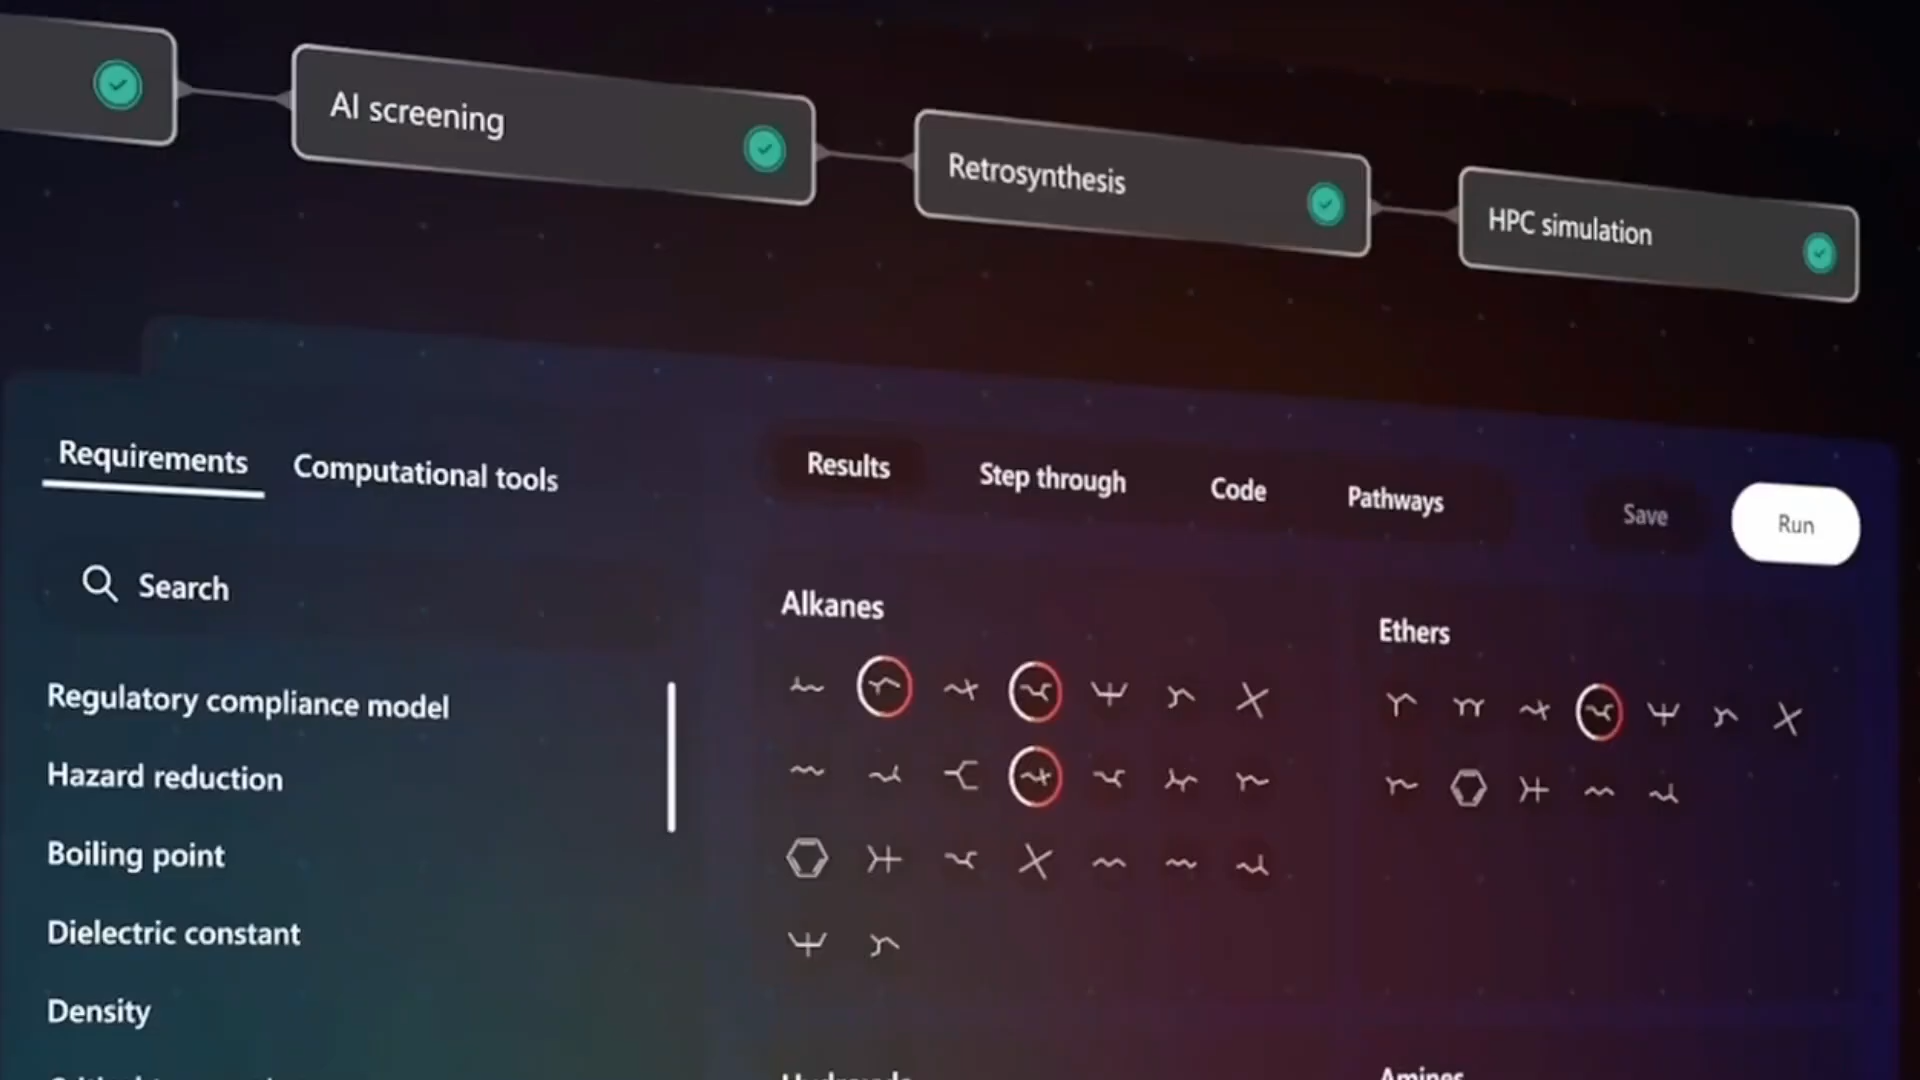 AI screening
Retrosynthesis
HPC simulation
Requirements
Computational tools
Results
Step through
Code
Pathways
Save
Run
Search
Alkanes
Ethers
Regulatory compliance model
Hazard reduction
Boiling point
Dielectric constant
Density
Amines